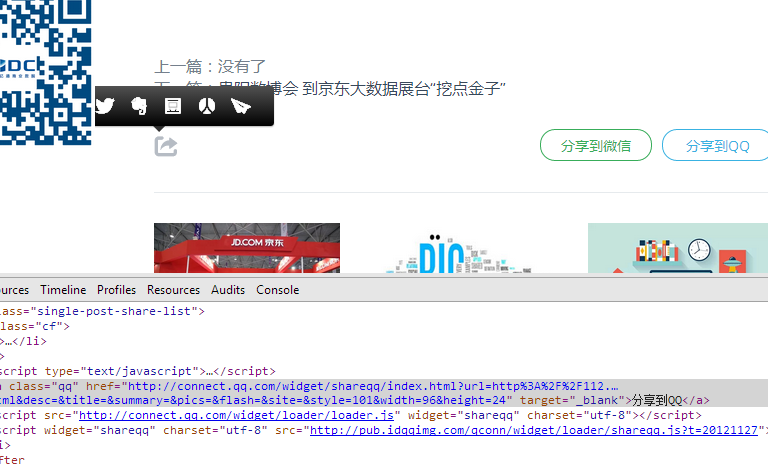 DC
上一篇：没有了
下一篇：贵阳数博会 到京东大数据展台“挖点金子”
分享到微信 分享到QQ
JD.COM 京东
BIG
ources Timeline Profiles Resources Audits Console
ass="single-post-share-list">
lass="cf">
>…</li>
>
script type="text/javascript">…</script>
class="qq" href="http://connect.qq.com/widget/shareqq/index.html?url=http%3A%2F%2F112.…
tml&desc=&title=&summary=&pics=&flash=&site=&style=101&width=96&height=24" target="_blank">分享到QQ</a>
script src="http://connect.qq.com/widget/loader/loader.js" widget="shareqq" charset="utf-8"></script>
script widget="shareqq" charset="utf-8" src="http://pub.idqqimg.com/qconn/widget/loader/shareqq.js?t=20121127">
i>
fter